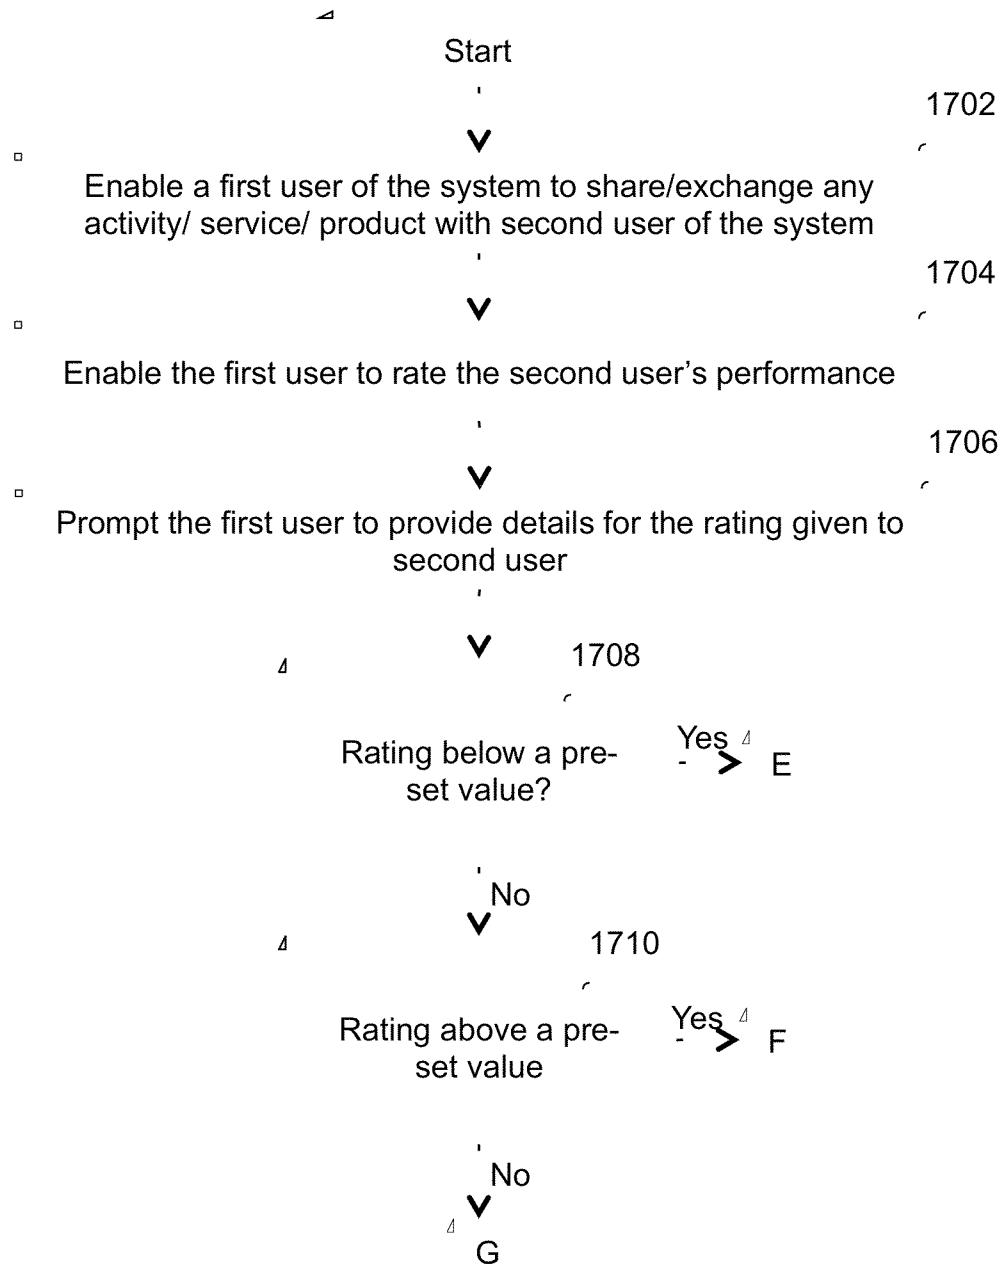 Start
1702
Enable a first user of the system to share/exchange any
activity/ service/ product with second user of the system
1704
Enable the first user to rate the second user’s performance
1706
Prompt the first user to provide details for the rating given to
second user
1708
Rating below a pre-
set value?
Yes
E
No
1710
Rating above a pre-
set value
Yes
F
No
G